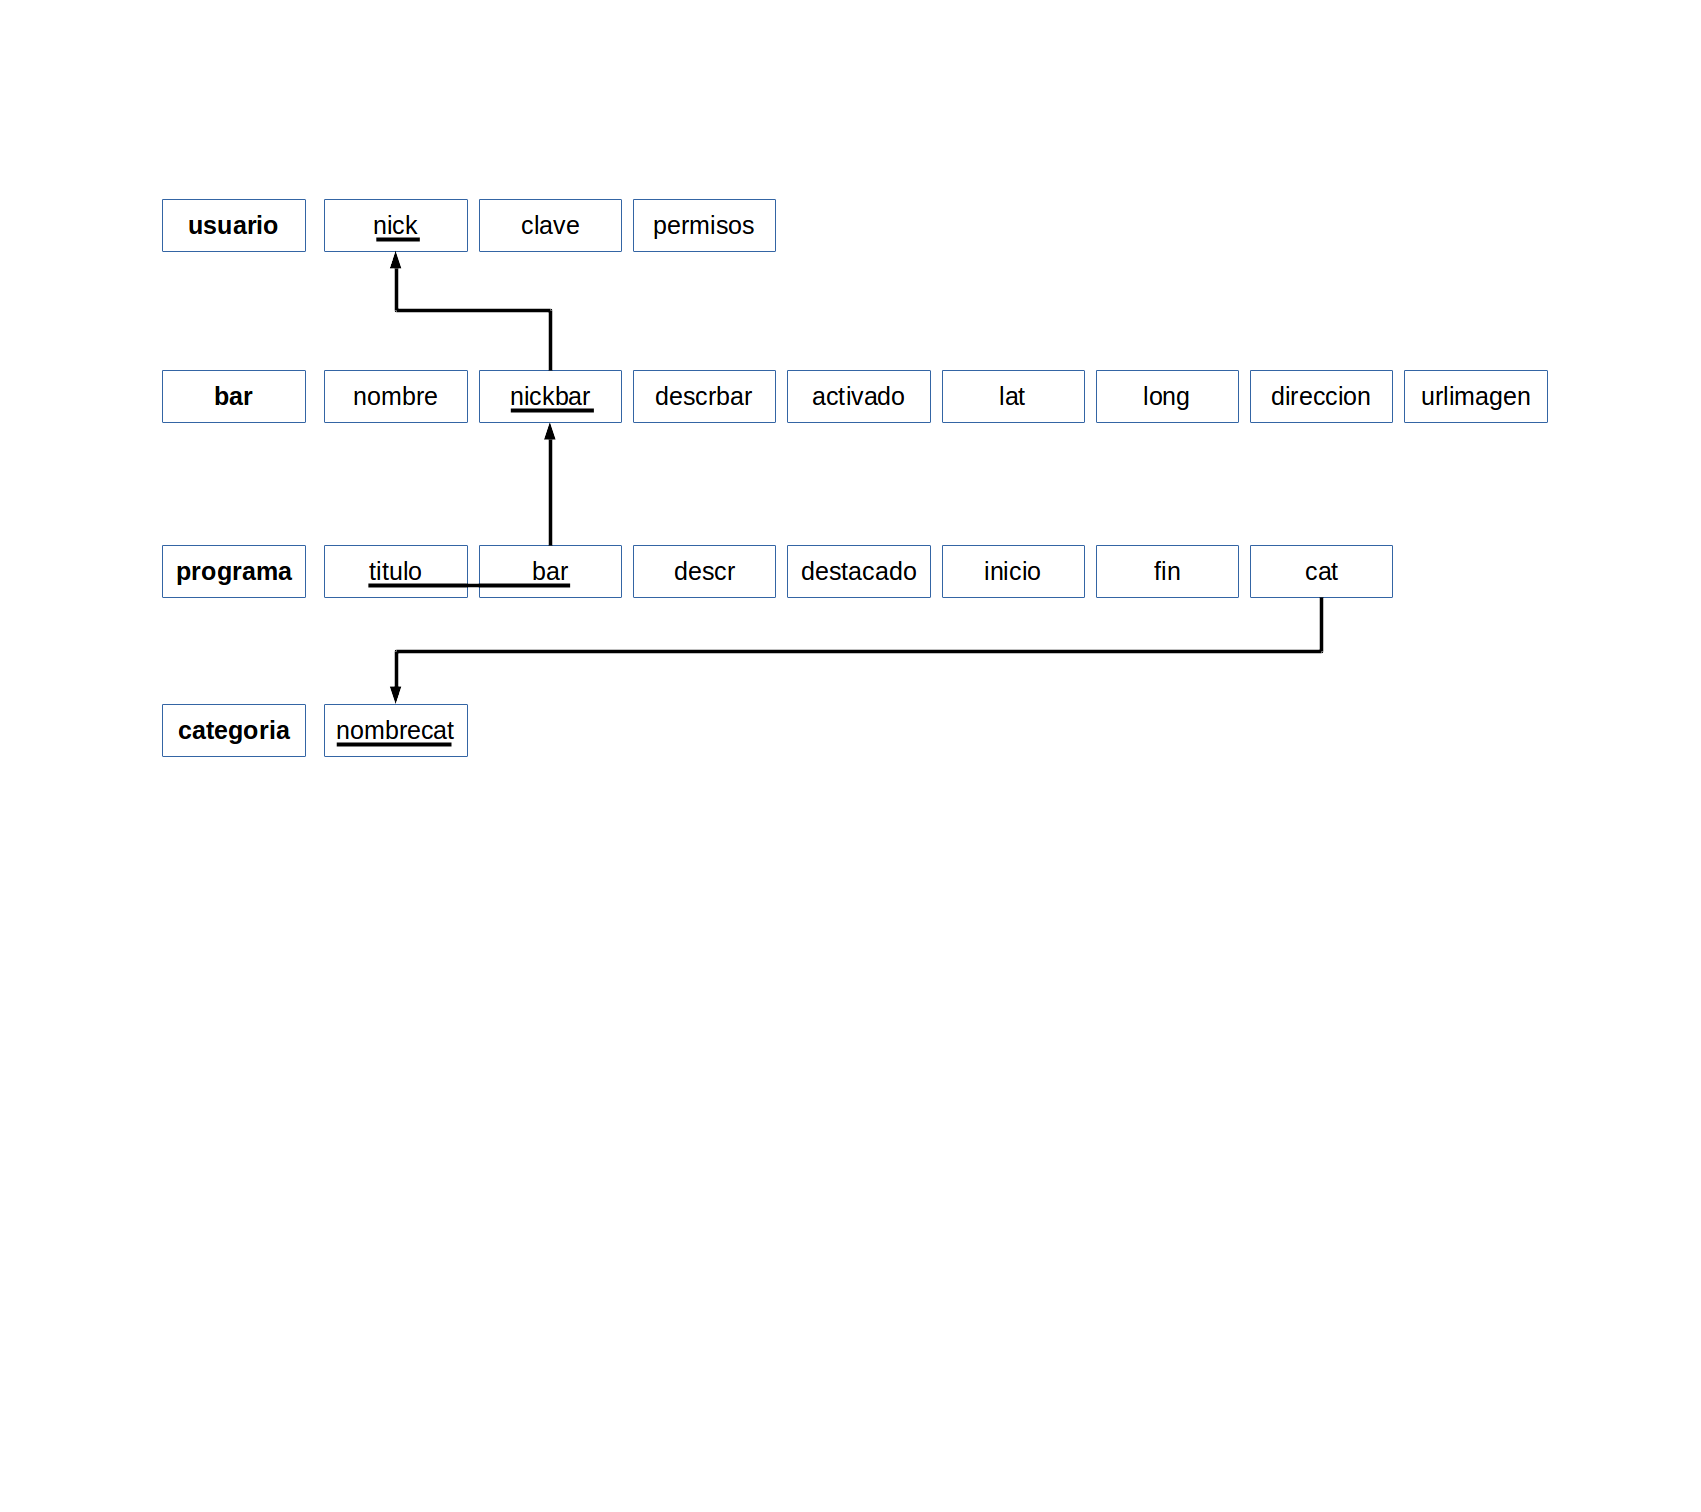 usuario nick clave permisos
bar nombre nickbar descrbar activado lat long direccion urlimagen
programa titulo bar descr destacado inicio fin cat
categoria nombrecat